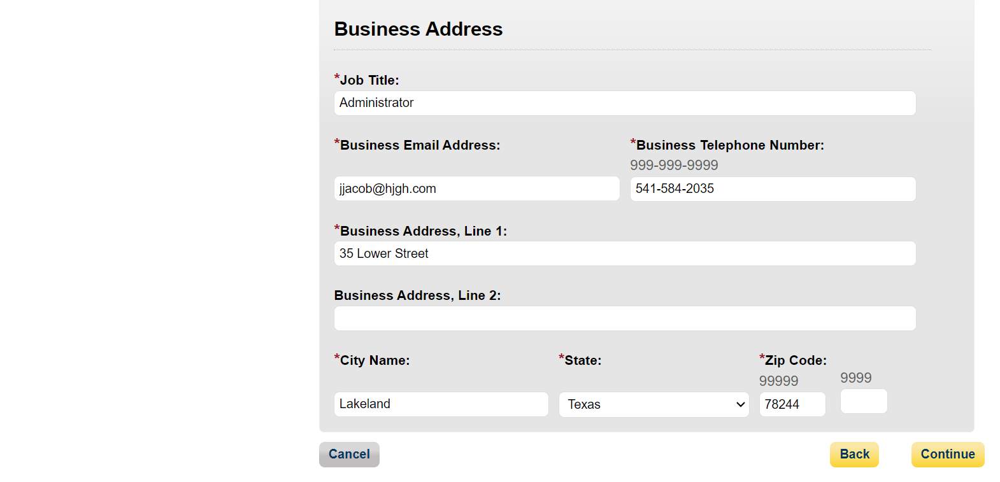 Business Address
*Job Title:
Administrator
*Business Email Address: *Business Telephone Number:
999-999-9999
jjacob@hjgh.com 541-584-2035
*Business Address, Line 1:
35 Lower Street
Business Address, Line 2:
*City Name: *State: *Zip Code:
99999 9999
Lakeland Texas 78244
Cancel Back Continue